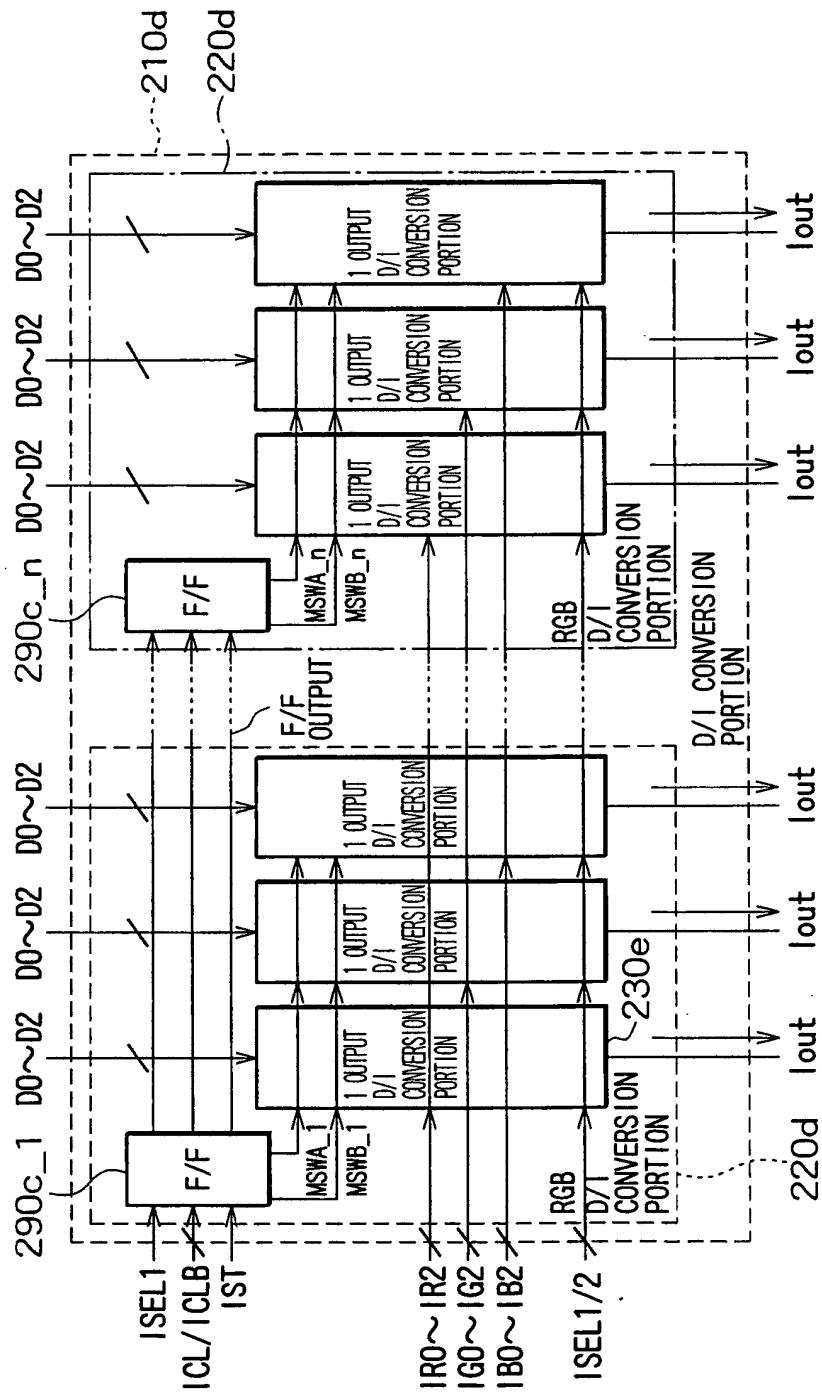 210d
220d
D0~D2
D0~D2
D0~D2
D0~D2
D0~D2
D0~D2
290c_1
290c_n
F/F
F/F
ISEL1
ICL/ICLB
IST
F/F
OUTPUT
MSWA_1
MSWB_1
MSWA_n
MSWB_n
1 OUTPUT
D/I
CONVERSION
PORTION
1 OUTPUT
D/I
CONVERSION
PORTION
1 OUTPUT
D/I
CONVERSION
PORTION
1 OUTPUT
D/I
CONVERSION
PORTION
1 OUTPUT
D/I
CONVERSION
PORTION
1 OUTPUT
D/I
CONVERSION
PORTION
IR0~IR2
IG0~IG2
IB0~IB2
ISEL1/2
RGB
D/I CONVERSION
PORTION
RGB
D/I CONVERSION
PORTION
D/I CONVERSION
PORTION
230e
220d
Iout
Iout
Iout
Iout
Iout
Iout